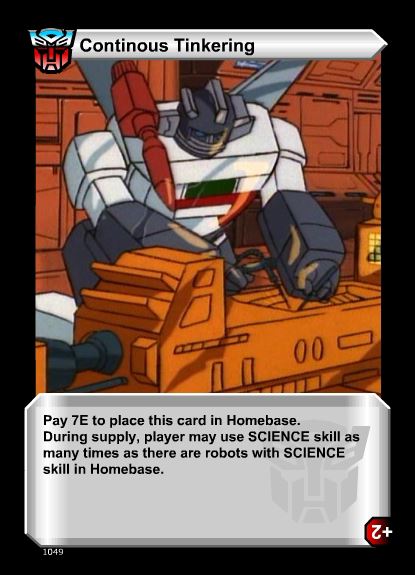 Continous Tinkering
Pay 7E to place this card in Homebase.
During supply, player may use SCIENCE skill as
many times as there are robots with SCIENCE
skill in Homebase.
+2
1049